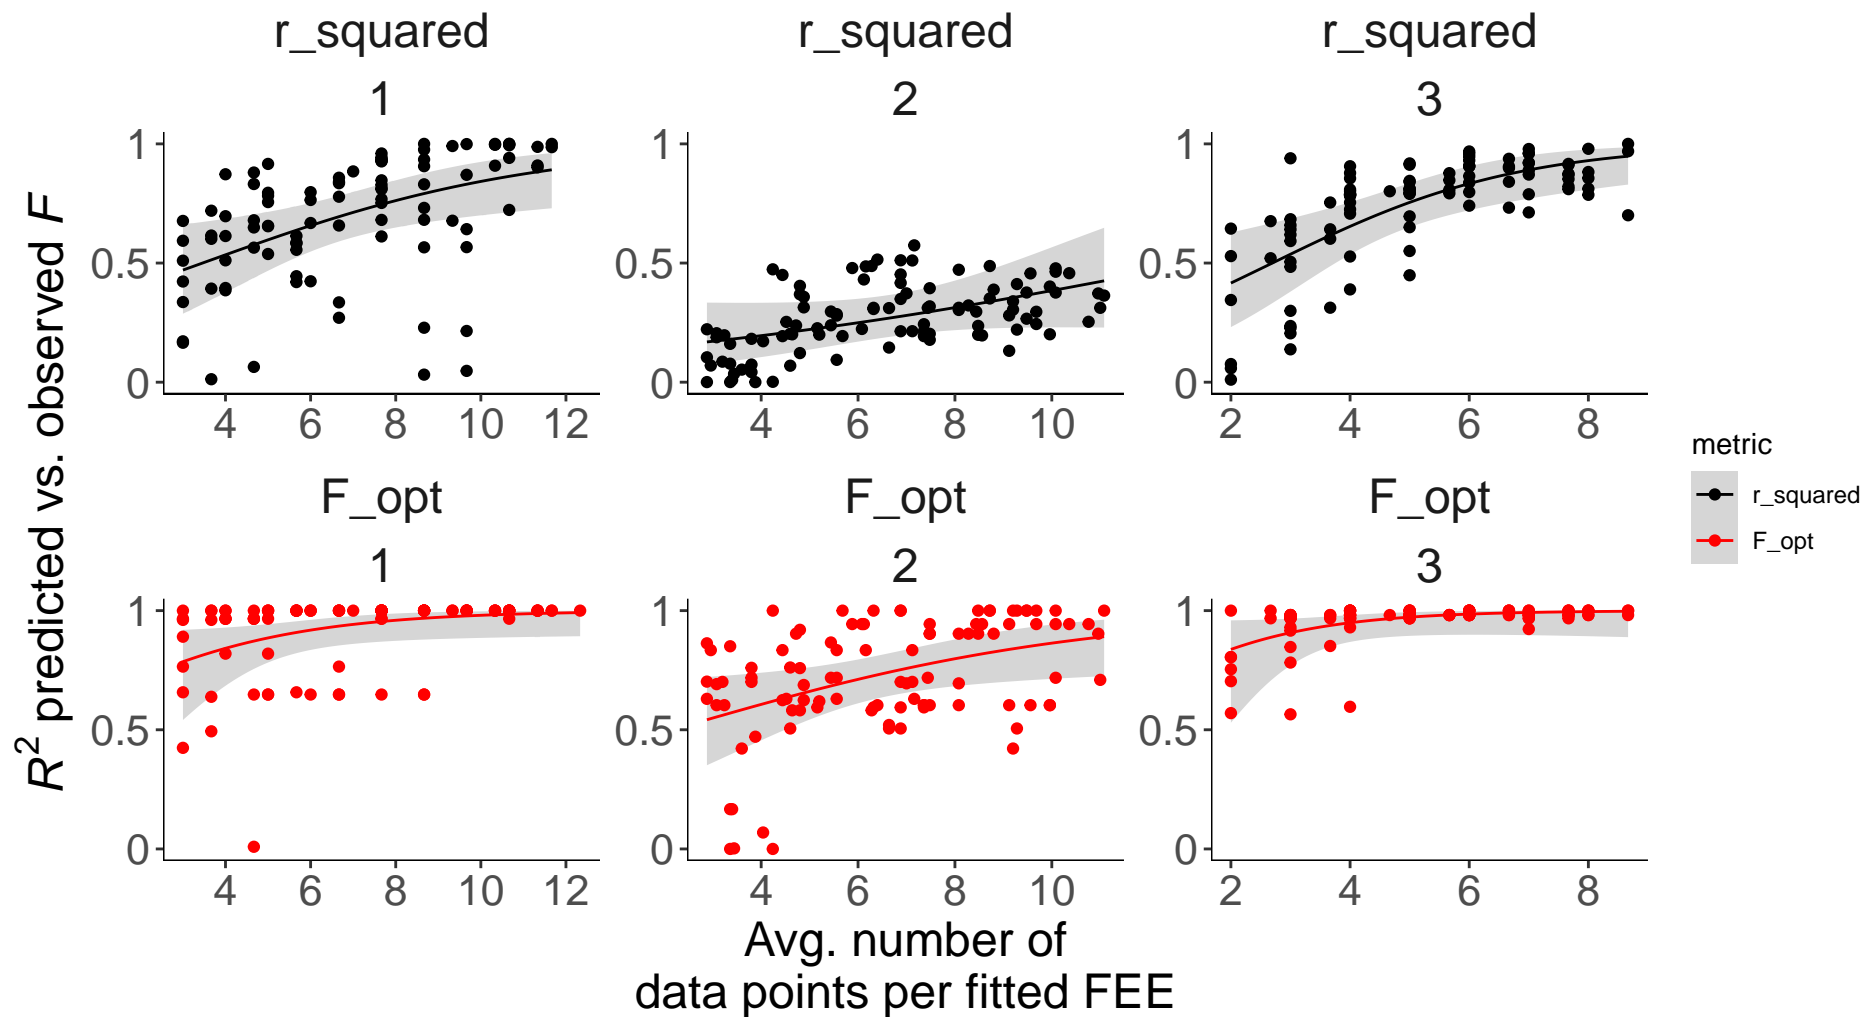 r_squared r_squared r_squared
1 2 3
1 1 1
0.5 0.5 0.5
0 0 0
4 6 8 10 12 4 6 8 10 2 4 6 8
R² predicted vs. observed F
metric
r_squared
F_opt
F_opt F_opt F_opt
1 2 3
1 1 1
0.5 0.5 0.5
0 0 0
4 6 8 10 12 4 6 8 10 2 4 6 8
Avg. number of
data points per fitted FEE